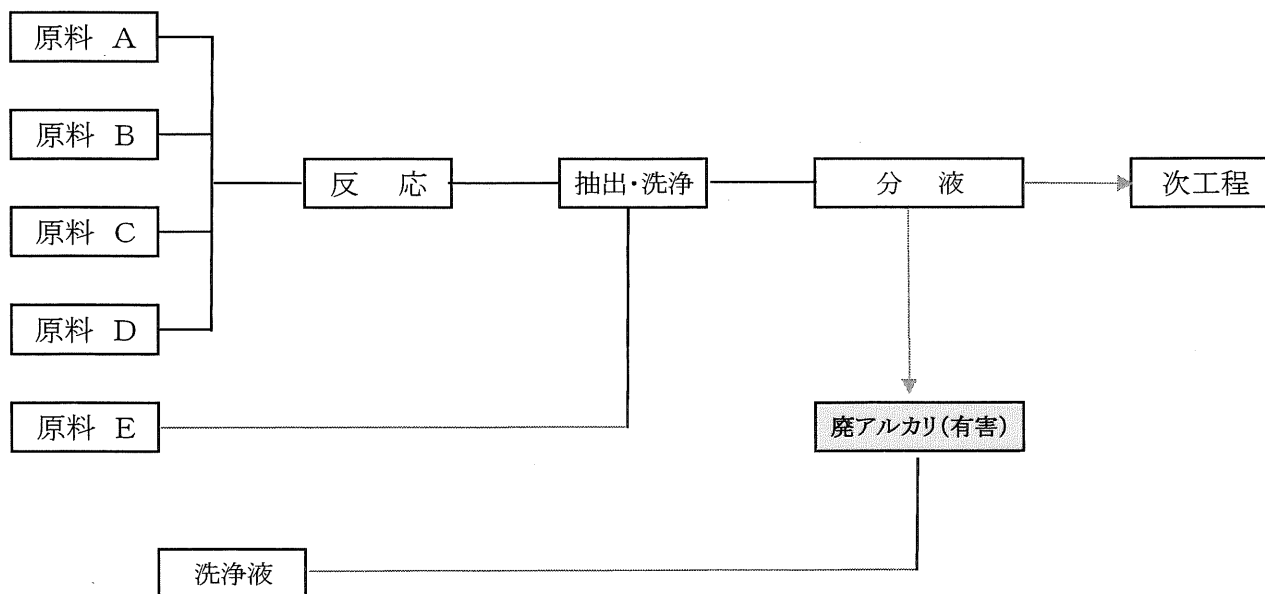 原料 A
原料 B
反 応
抽出・洗浄
分 液
次工程
原料 C
原料 D
原料 E
廃アルカリ(有害)
洗浄液